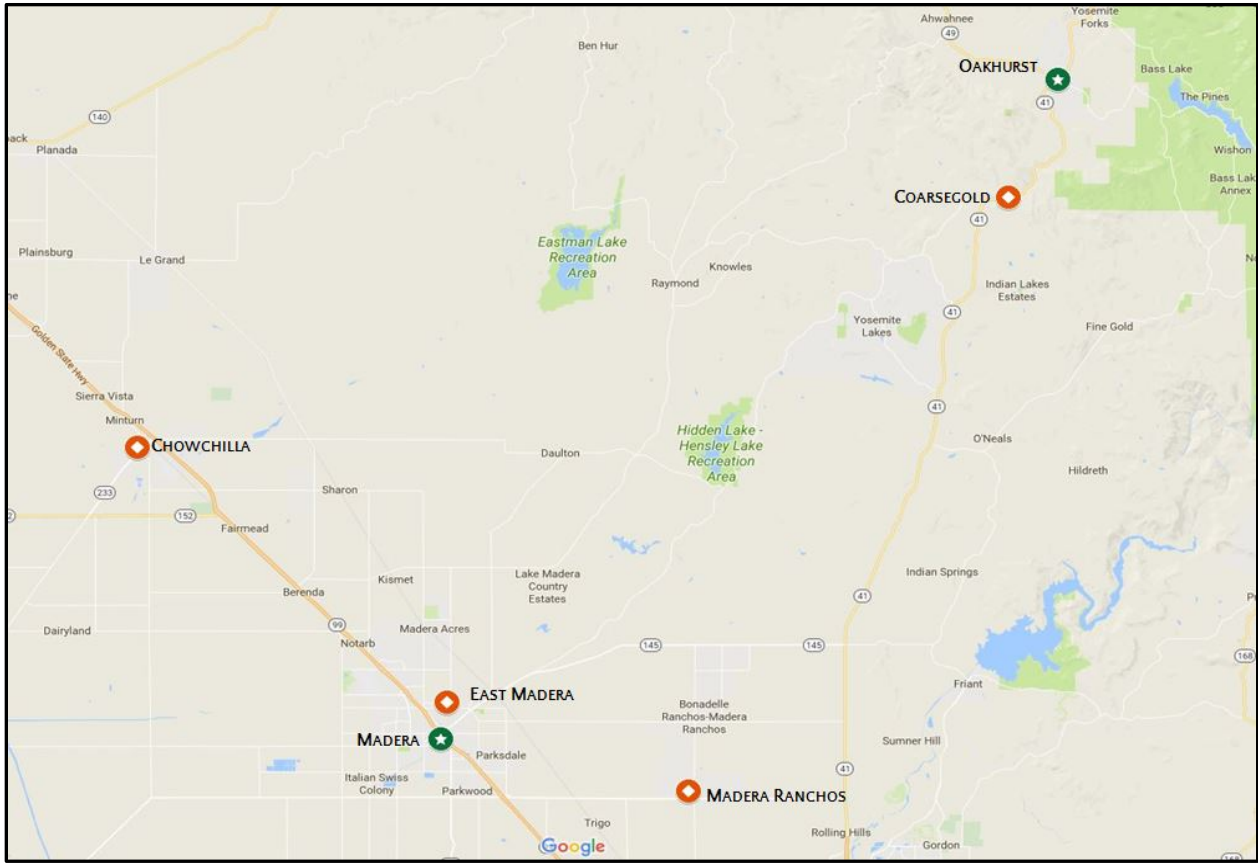 Ahwahnee
Yosemite
Forks
49
Ben Hur
OAKHURST
Bass Lake
The Pines
41
140
Planada
Wishon
Bass Lak
Annex
COARSEGOLD
41
Eastman Lake
Recreation
Area
Plainsburg
Le Grand
Knowles
Raymond
Indian Lakes
Estates
41
Yosemite
Lakes
Fine Gold
Golden State Hwy
Sierra Vista
Minturn
41
CHOWCHILLA
Hidden Lake -
Hensley Lake
Recreation
Area
O'Neals
Daulton
Hildreth
233
Sharon
152
Fairmead
Indian Springs
Lake Madera
Country
Estates
Kismet
Berenda
41
99
Madera Acres
Dairyland
Notarb
145
145
168
Friant
EAST MADERA
Bonadelle
Ranchos-Madera
Ranchos
MADERA
Sumner Hill
Parksdale
41
Italian Swiss
Colony
Parkwood
MADERA RANCHOS
Trigo
Rolling Hills
Google
Gordon
168